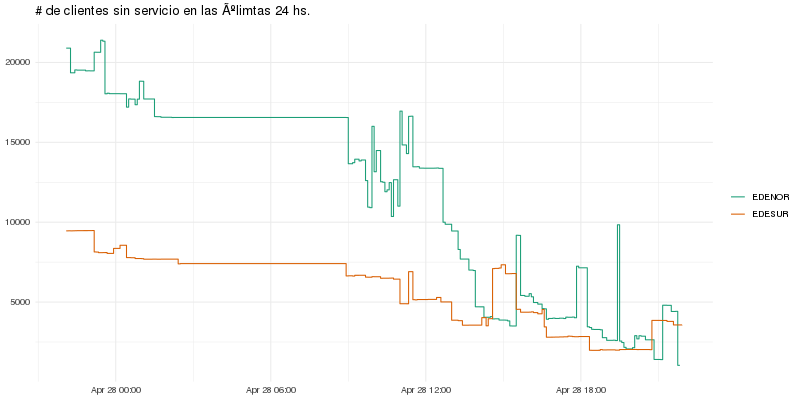 # de clientes sin servicio en las Ãºlimtas 24 hs.
20000
15000
10000
5000
Apr 28 00:00
Apr 28 06:00
Apr 28 12:00
Apr 28 18:00
EDENOR
EDESUR